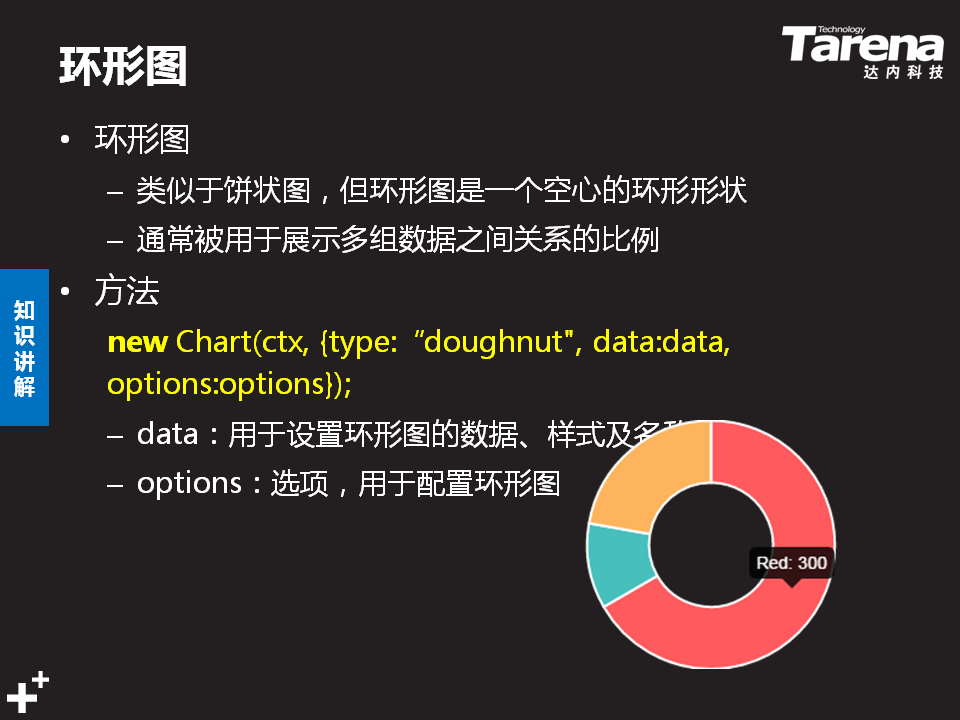 环形图
Technology
Tarena
达内科技
• 环形图
– 类似于饼状图，但环形图是一个空心的环形形状
– 通常被用于展示多组数据之间关系的比例
• 方法
知识讲解
new Chart(ctx, {type: “doughnut", data:data,
options:options});
– data：用于设置环形图的数据、样式及名称
– options：选项，用于配置环形图
Red: 300